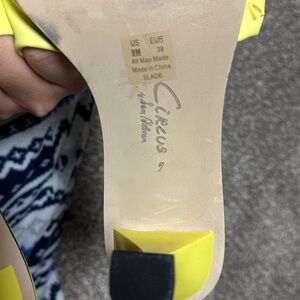 US EUR
9M 39
All Man Made
Made in China
SLADE
CiRCUS
by Sam Edelman